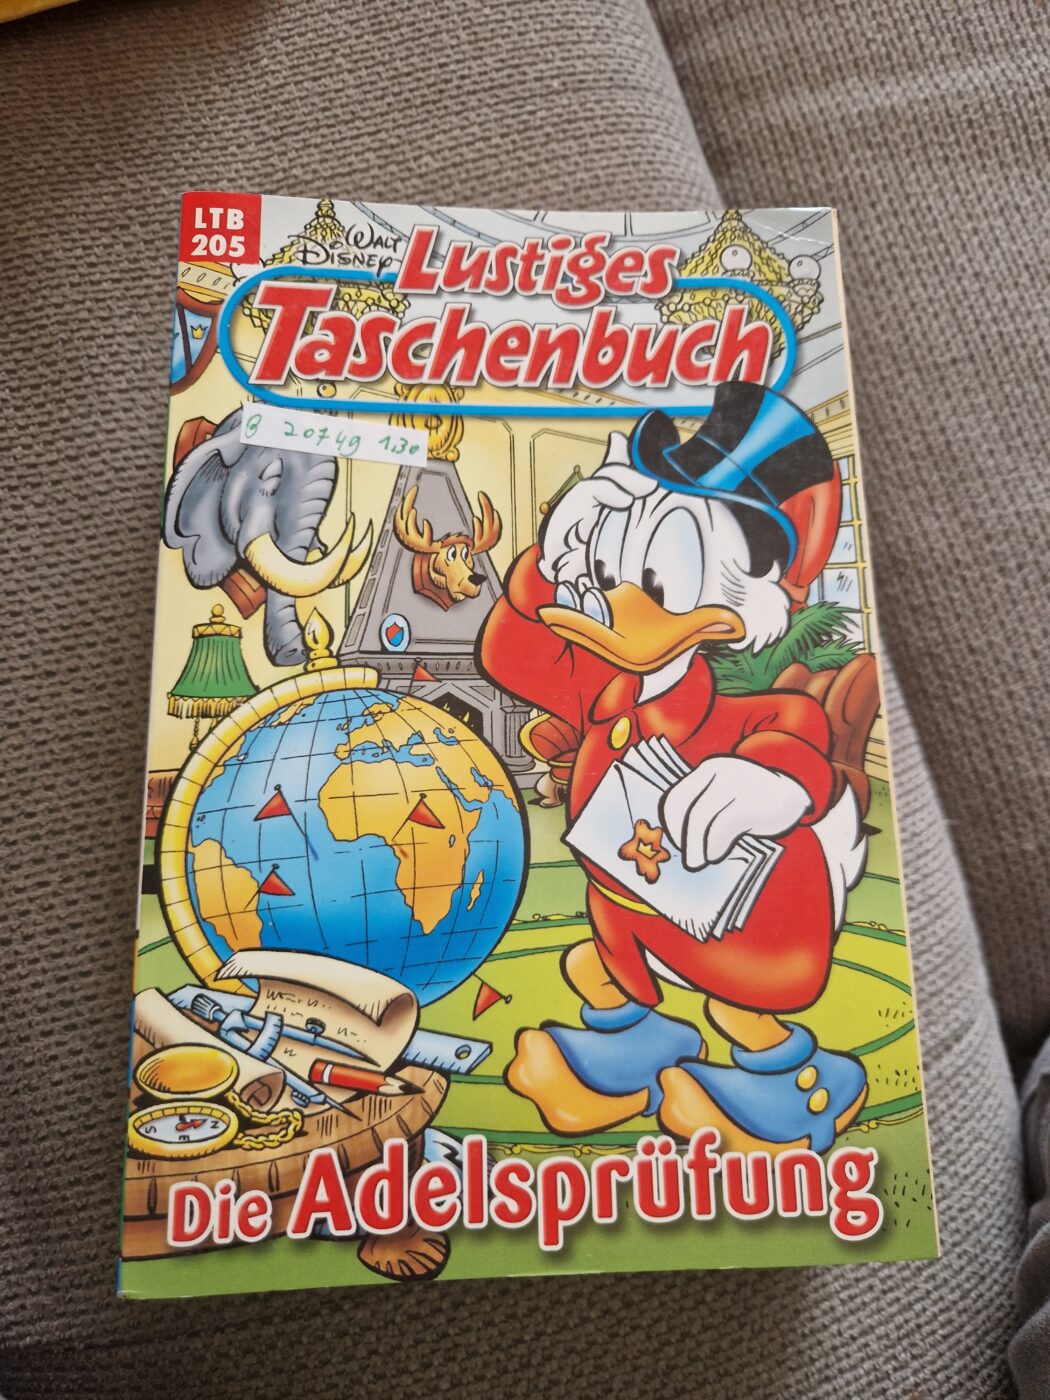 LTB
205
WALT
DISNEY
Lustiges
Taschenbuch
B 20749 1,30
N
E
S
Die Adelsprüfung